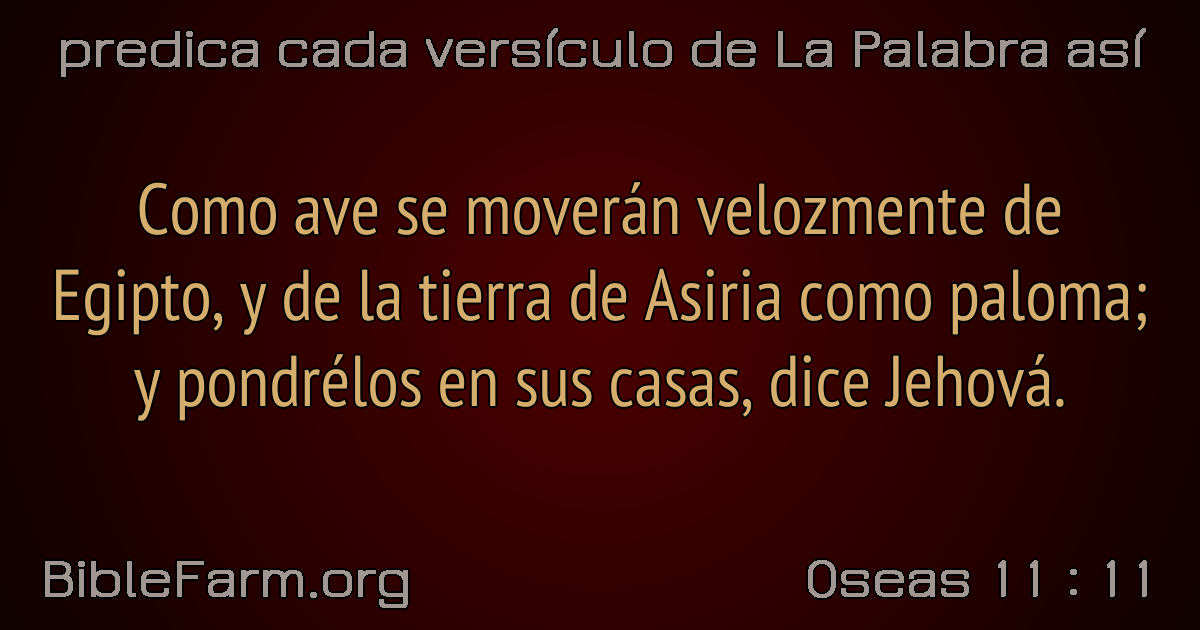 predica cada versículo de La Palabra así
Como ave se moverán velozmente de
Egipto, y de la tierra de Asiria como paloma;
y pondrélos en sus casas, dice Jehová.
BibleFarm.org
Oseas 11 : 11